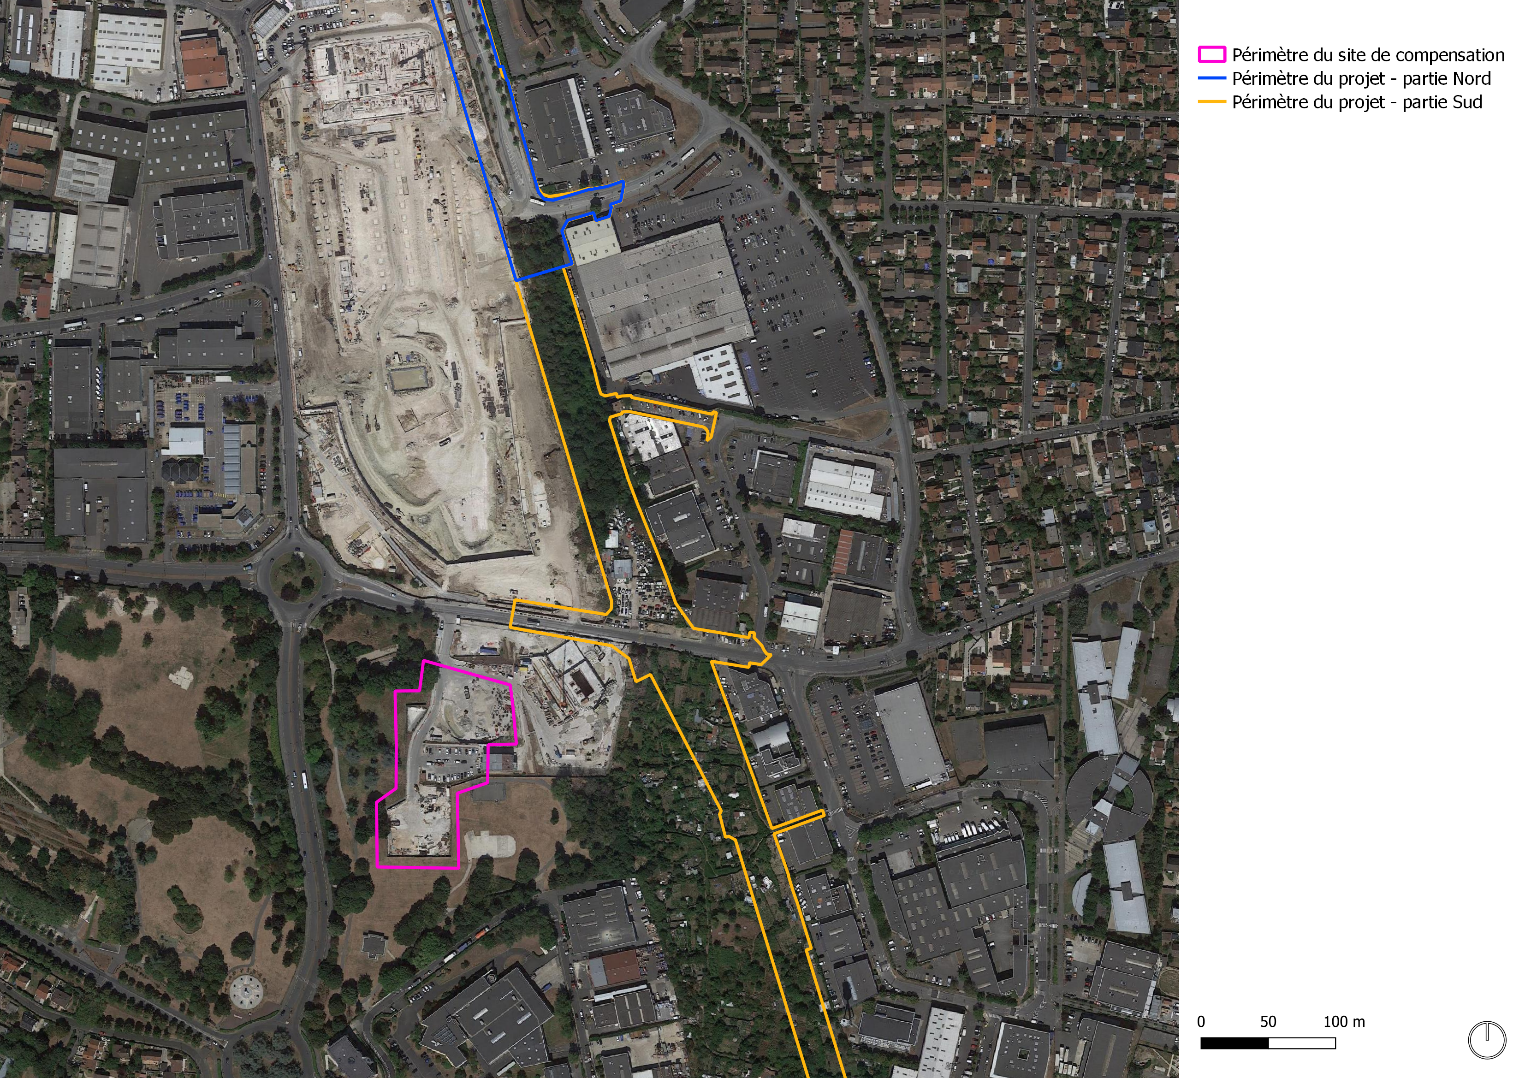 Périmètre du site de compensation
Périmètre du projet - partie Nord
Périmètre du projet - partie Sud
0 50 100 m